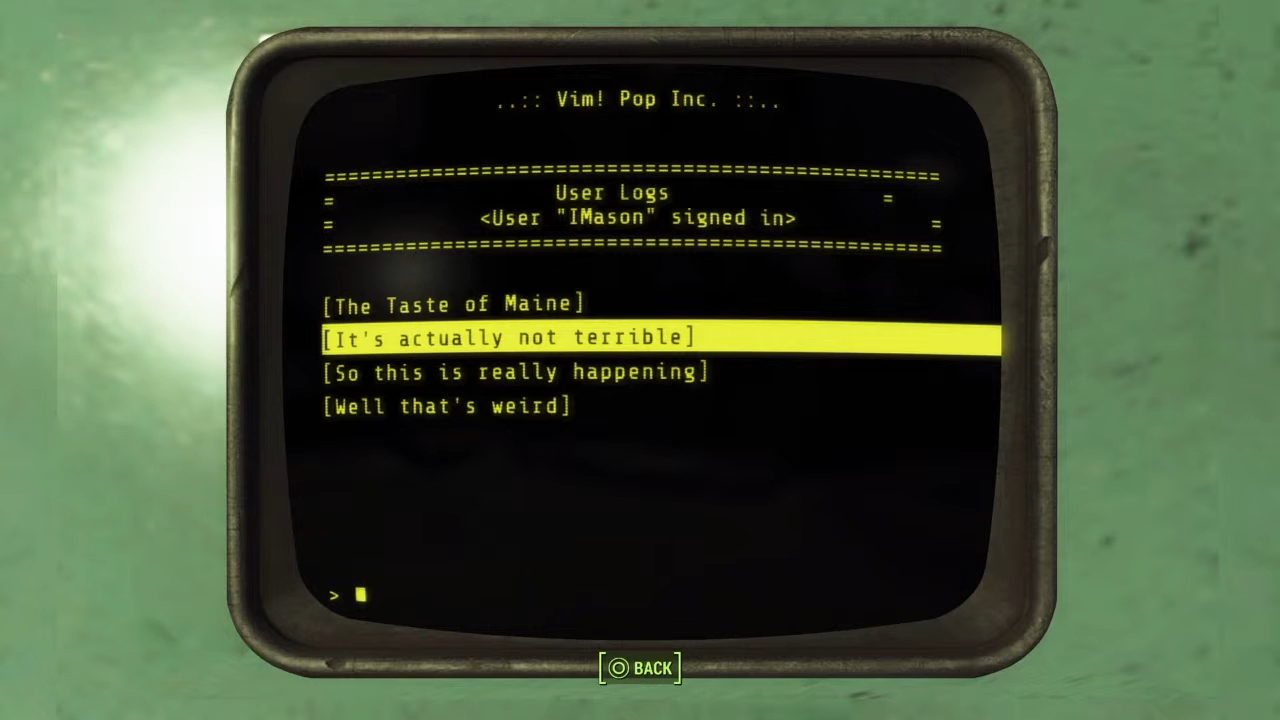 ..:: Vim! Pop Inc. ::..
==================================================
= User Logs =
= <User "IMason" signed in> =
==================================================
[The Taste of Maine]
[It's actually not terrible]
[So this is really happening]
[Well that's weird]
>
[BACK]